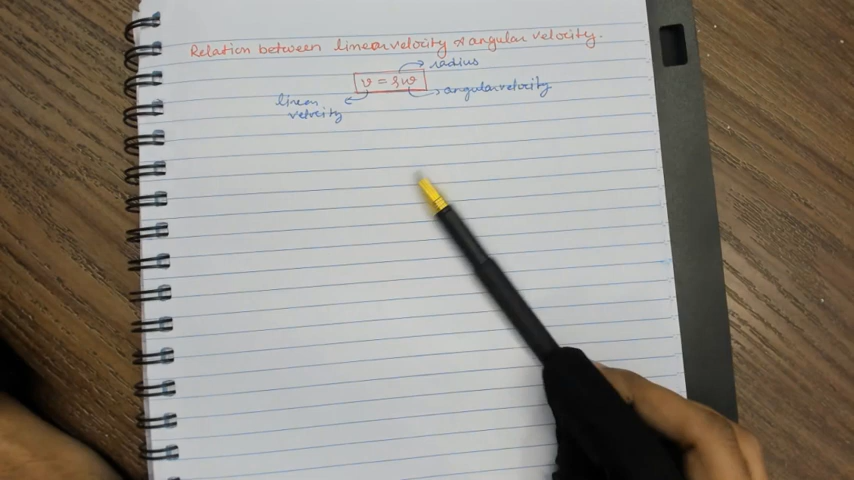 Relation between linear velocity & angular velocity.
radius
v = rω
angular velocity
linear
velocity